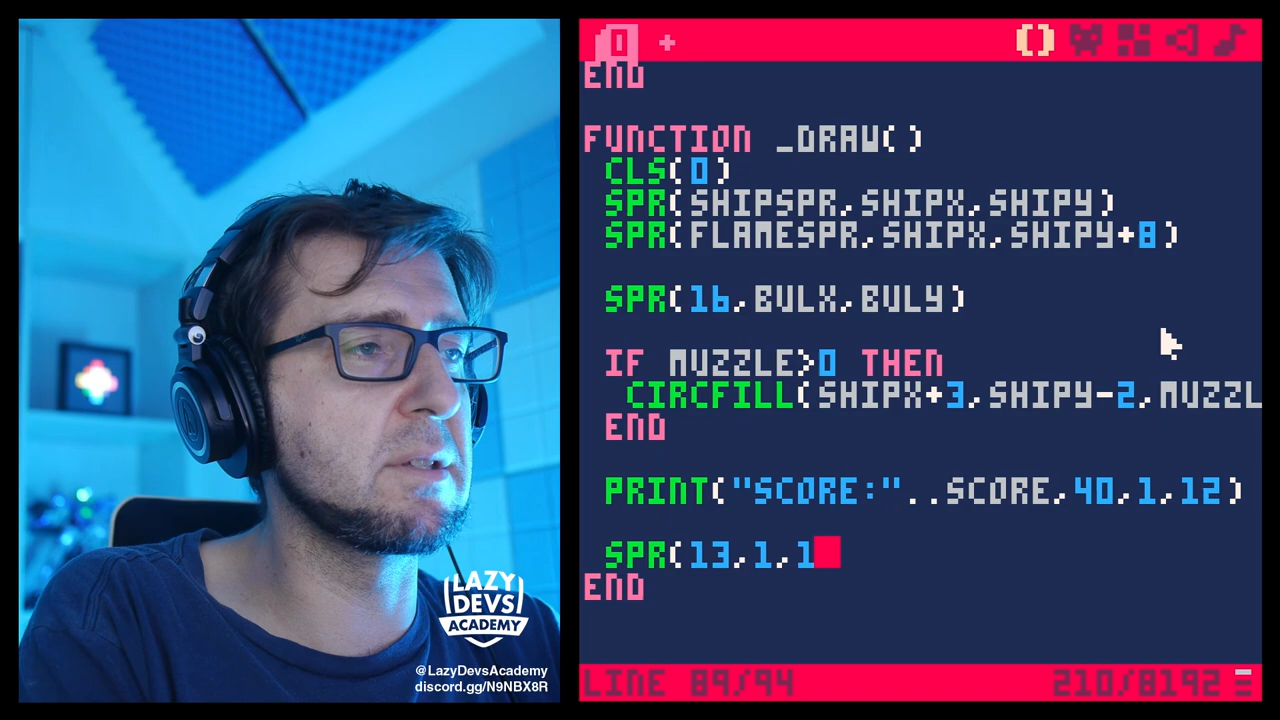 LAZY
DEVS
ACADEMY
@LazyDevsAcademy
discord.gg/N9NBX8R
0 +
END
FUNCTION _DRAW()
CLS(0)
SPR(SHIPSPR,SHIPX,SHIPY)
SPR(FLAMESPR,SHIPX,SHIPY+8)
SPR(16,BULX,BULY)
IF MUZZLE>0 THEN
CIRCFILL(SHIPX+3,SHIPY-2,MUZZL
END
PRINT("SCORE:"..SCORE,40,1,12)
SPR(13,1,1
END
LINE 89/94
210/8192